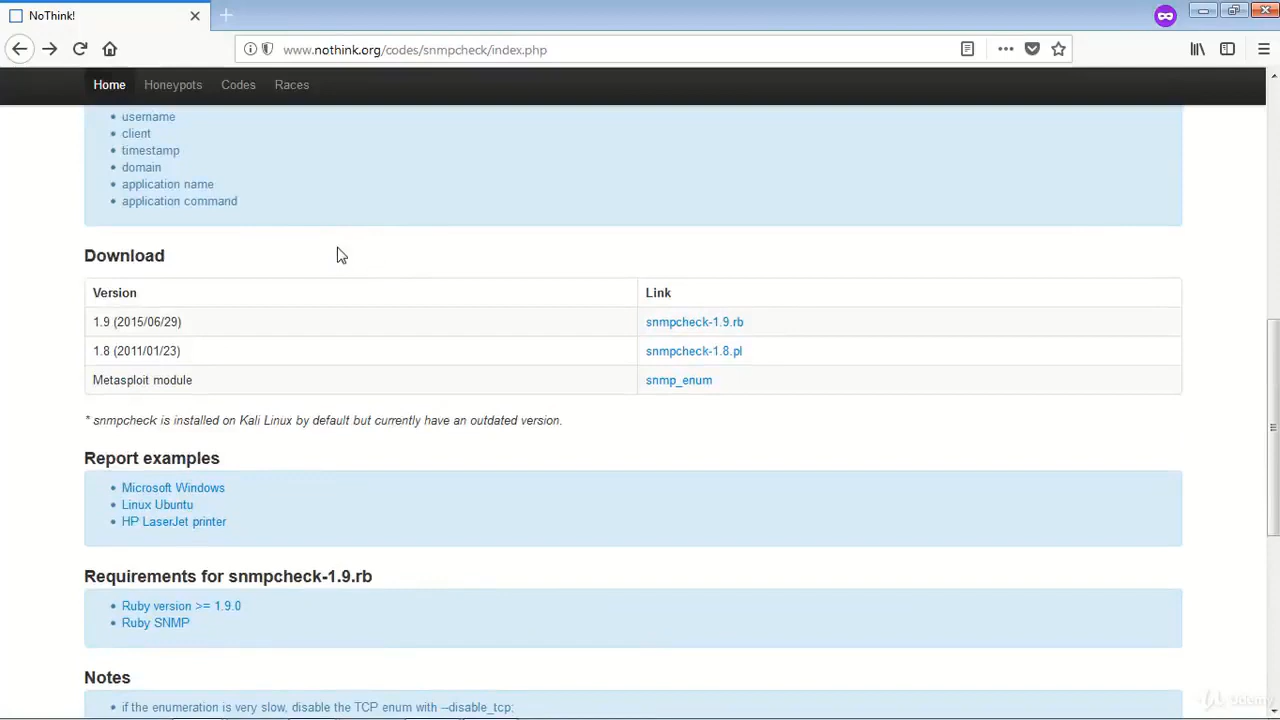 NoThink!
www.nothink.org/codes/snmpcheck/index.php
Home Honeypots Codes Races
username
client
timestamp
domain
application name
application command
Download
Version Link
1.9 (2015/06/29) snmpcheck-1.9.rb
1.8 (2011/01/23) snmpcheck-1.8.pl
Metasploit module snmp_enum
* snmpcheck is installed on Kali Linux by default but currently have an outdated version.
Report examples
Microsoft Windows
Linux Ubuntu
HP LaserJet printer
Requirements for snmpcheck-1.9.rb
Ruby version >= 1.9.0
Ruby SNMP
Notes
if the enumeration is very slow, disable the TCP enum with --disable_tcp;
Udemy